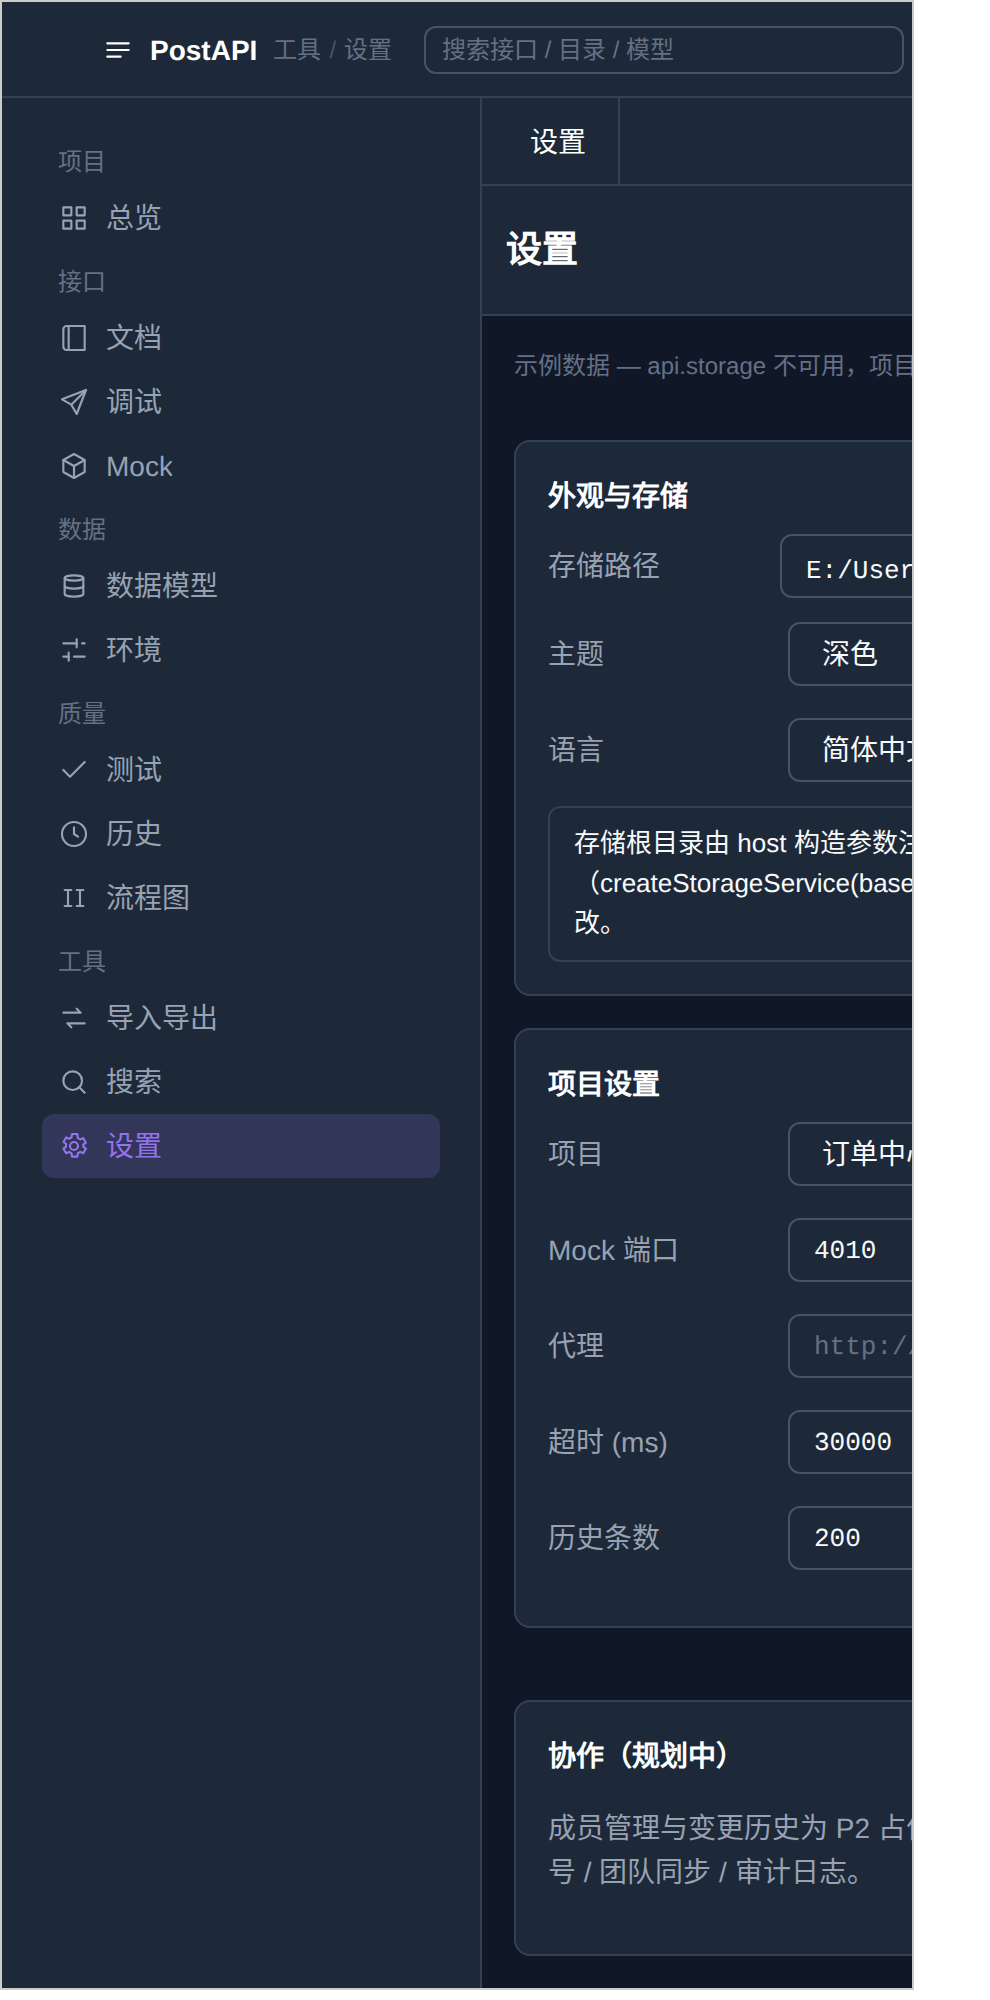 PostAPI 工具 / 设置 搜索接口 / 目录 / 模型
项目
总览
接口
文档
调试
Mock
数据
数据模型
环境
质量
测试
历史
流程图
工具
导入导出
搜索
设置
设置
设置
示例数据 — api.storage 不可用，项目
外观与存储
存储路径 E:/User
主题 深色
语言 简体中
存储根目录由 host 构造参数
（createStorageService(base
改。
项目设置
项目 订单中
Mock 端口 4010
代理 http:/
超时 (ms) 30000
历史条数 200
协作（规划中）
成员管理与变更历史为 P2 占
号 / 团队同步 / 审计日志。